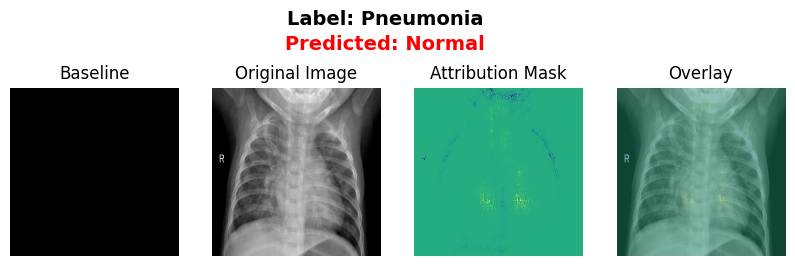 Label: Pneumonia
Predicted: Normal
Baseline
Original Image
Attribution Mask
Overlay
R
R